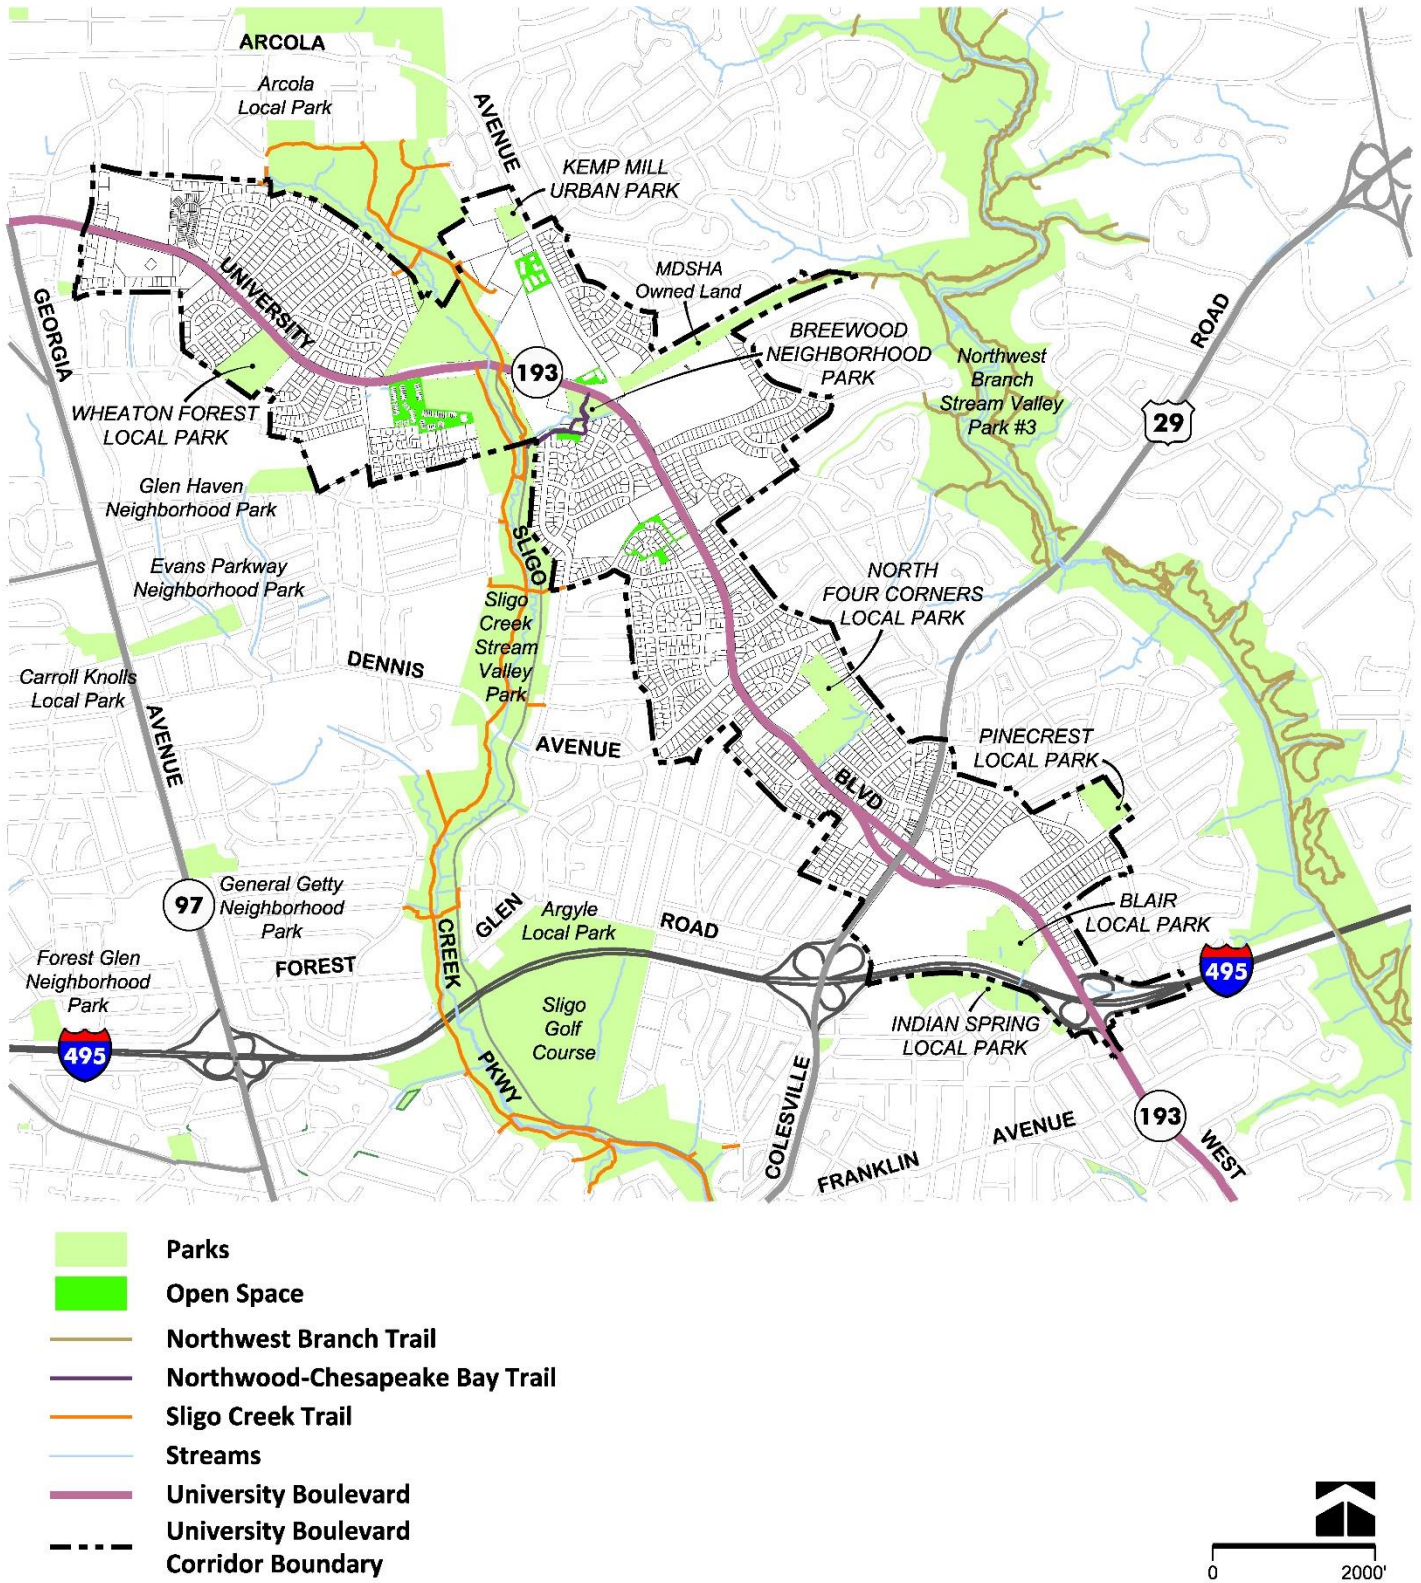 ARCOLA
Arcola
Local Park
AVENUE
KEMP MILL
URBAN PARK
MDSHA
Owned Land
BREEWOOD
NEIGHBORHOOD
PARK
UNIVERSITY
GEORGIA
193
ROAD
29
Northwest
Branch
Stream Valley
Park #3
WHEATON FOREST
LOCAL PARK
Glen Haven
Neighborhood Park
Evans Parkway
Neighborhood Park
SLIGO
Sligo
Creek
Stream
Valley
Park
NORTH
FOUR CORNERS
LOCAL PARK
DENNIS
Carroll Knolls
Local Park
AVENUE
AVENUE
PINECREST
LOCAL PARK
BLVD
97
General Getty
Neighborhood
Park
GLEN
Argyle
Local Park
ROAD
BLAIR
LOCAL PARK
CREEK
FOREST
Forest Glen
Neighborhood
Park
495
495
Sligo
Golf
Course
INDIAN SPRING
LOCAL PARK
PKWY
COLESVILLE
FRANKLIN
AVENUE
193
WEST
Parks
Open Space
Northwest Branch Trail
Northwood-Chesapeake Bay Trail
Sligo Creek Trail
Streams
University Boulevard
University Boulevard
Corridor Boundary
0 2000'